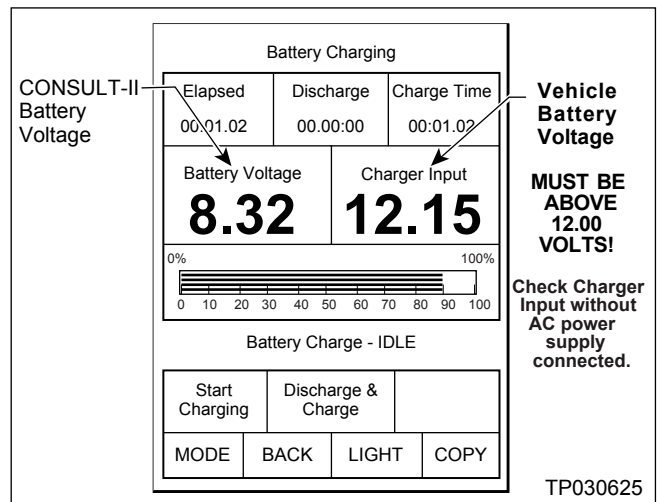 Battery Charging
CONSULT-II
Battery
Voltage
Elapsed
00:01.02
Discharge
00.00:00
Charge Time
00:01.02
Battery Voltage
8.32
Charger Input
12.15
0% 100%
0 10 20 30 40 50 60 70 80 90 100
Battery Charge - IDLE
Start
Charging
Discharge &
Charge
MODE BACK LIGHT COPY
Vehicle
Battery
Voltage
MUST BE
ABOVE
12.00
VOLTS!
Check Charger
Input without
AC power
supply
connected.
TP030625